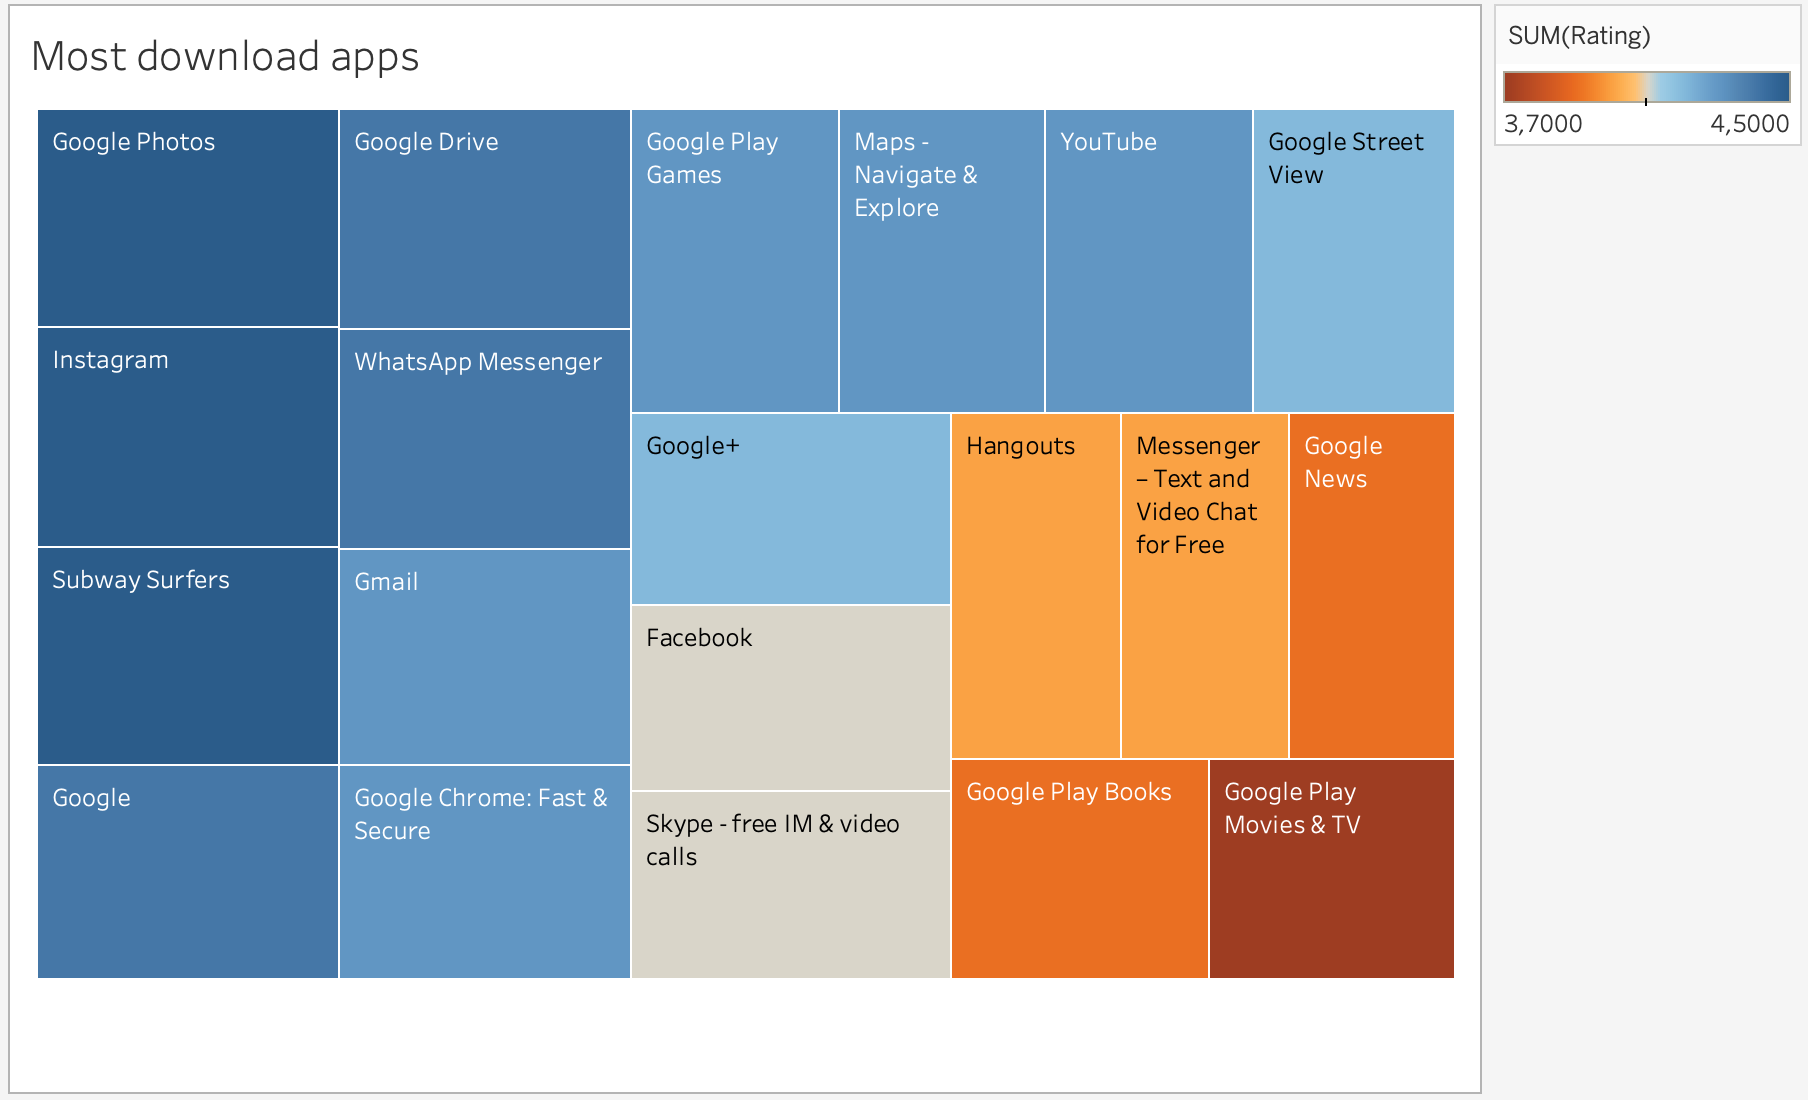 Most download apps
Google Photos
Instagram
Subway Surfers
Google
Google Drive
WhatsApp Messenger
Gmail
Google Chrome: Fast &
Secure
Google Play
Games
Maps -
Navigate &
Explore
YouTube
Google Street
View
Google+
Facebook
Skype - free IM & video
calls
Hangouts
Messenger
– Text and
Video Chat
for Free
Google
News
Google Play Books
Google Play
Movies & TV
SUM(Rating)
3,7000
4,5000